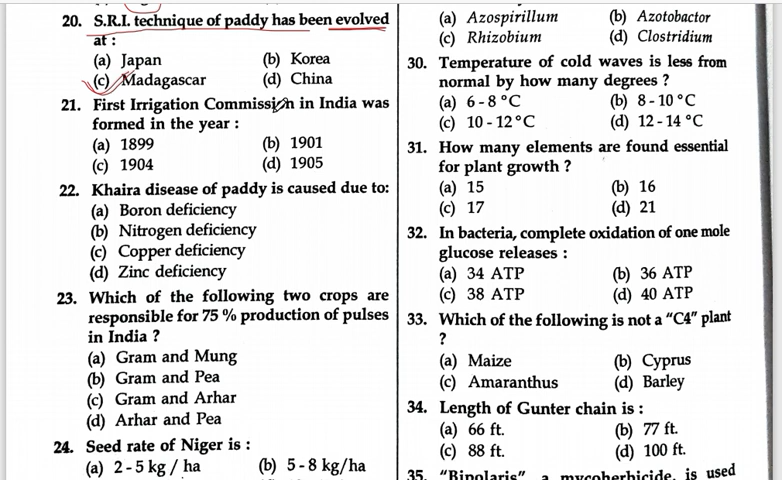 20. S.R.I. technique of paddy has been evolved
at :
(a) Japan (b) Korea
(c) Madagascar (d) China
21. First Irrigation Commission in India was
formed in the year :
(a) 1899 (b) 1901
(c) 1904 (d) 1905
22. Khaira disease of paddy is caused due to:
(a) Boron deficiency
(b) Nitrogen deficiency
(c) Copper deficiency
(d) Zinc deficiency
23. Which of the following two crops are
responsible for 75 % production of pulses
in India ?
(a) Gram and Mung
(b) Gram and Pea
(c) Gram and Arhar
(d) Arhar and Pea
24. Seed rate of Niger is :
(a) 2 - 5 kg / ha (b) 5 - 8 kg/ha
(a) Azospirillum (b) Azotobactor
(c) Rhizobium (d) Clostridium
30. Temperature of cold waves is less from
normal by how many degrees ?
(a) 6 - 8 °C (b) 8 - 10 °C
(c) 10 - 12°C (d) 12 - 14 °C
31. How many elements are found essential
for plant growth ?
(a) 15 (b) 16
(c) 17 (d) 21
32. In bacteria, complete oxidation of one mole
glucose releases :
(a) 34 ATP (b) 36 ATP
(c) 38 ATP (d) 40 ATP
33. Which of the following is not a "C4" plant
?
(a) Maize (b) Cyprus
(c) Amaranthus (d) Barley
34. Length of Gunter chain is :
(a) 66 ft. (b) 77 ft.
(c) 88 ft. (d) 100 ft.
35. "Bipolaris", a mycoherbicide, is used